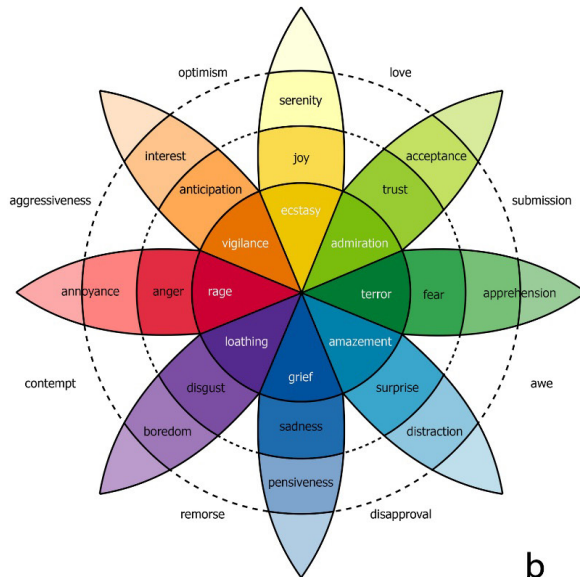 optimism
love
serenity
interest
acceptance
joy
anticipation
trust
aggressiveness
submission
ecstasy
vigilance
admiration
annoyance
anger
rage
terror
fear
apprehension
loathing
amazement
grief
contempt
disgust
surprise
awe
sadness
boredom
distraction
pensiveness
remorse
disapproval
b